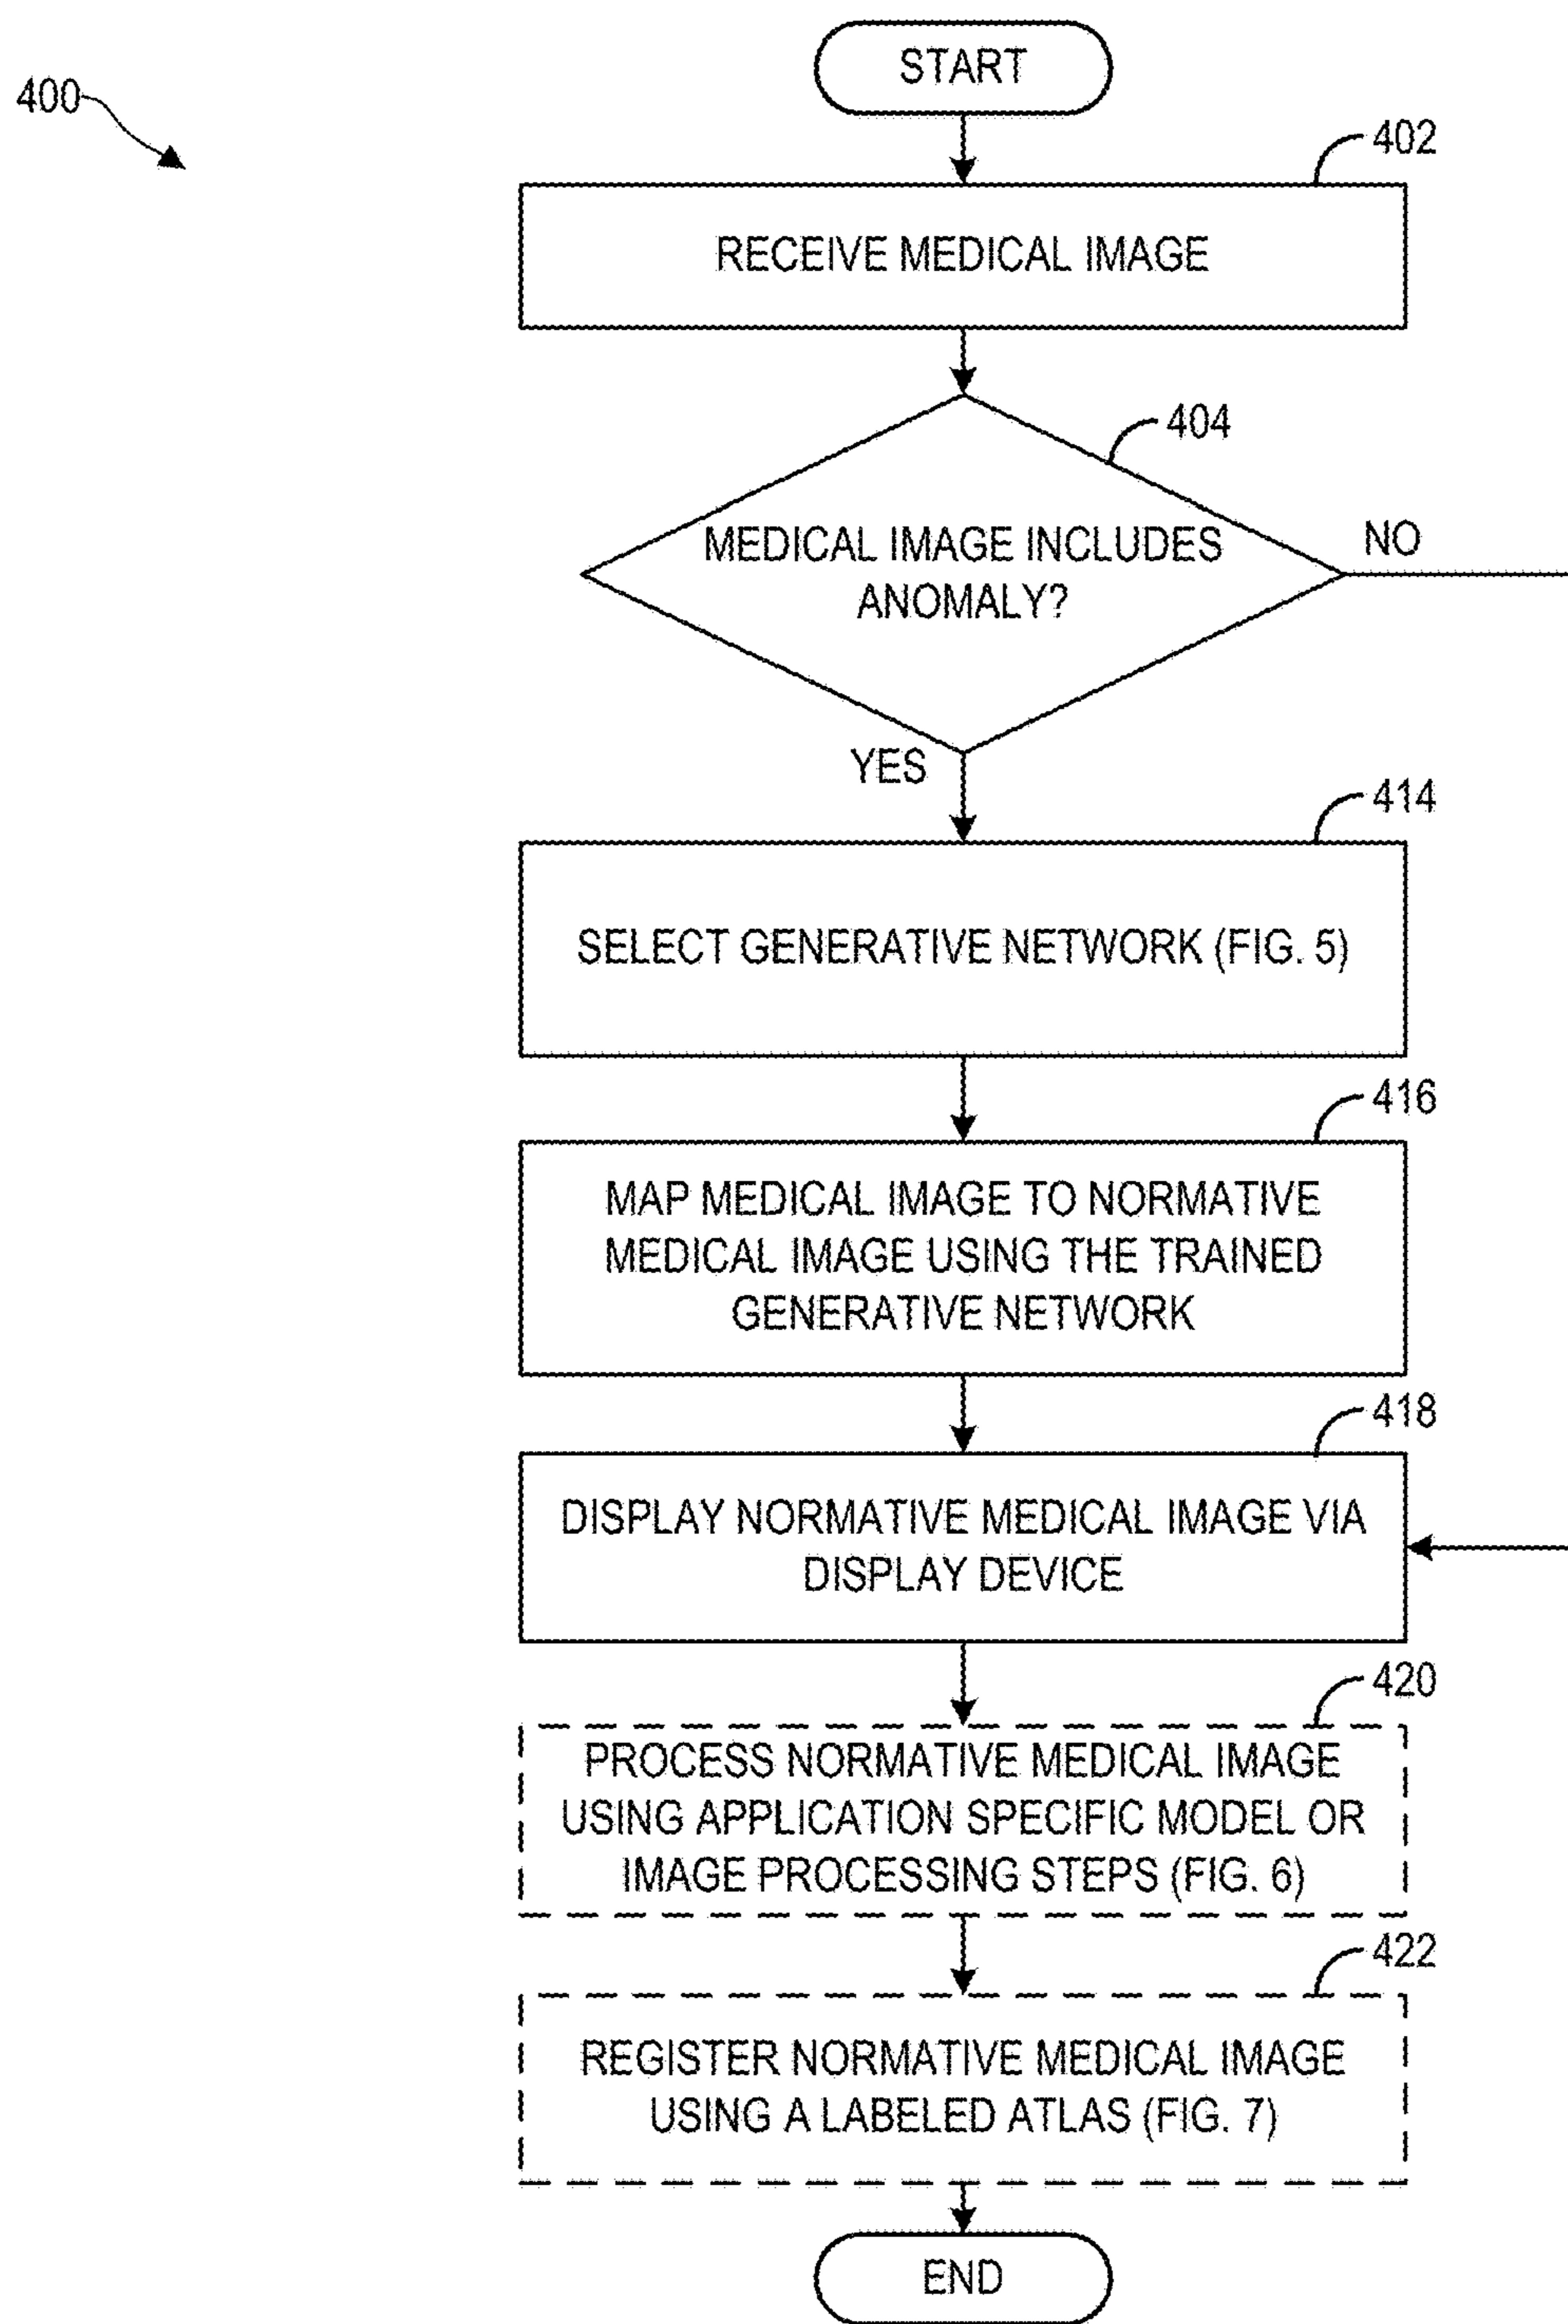 START
400
402
RECEIVE MEDICAL IMAGE
404
MEDICAL IMAGE INCLUDES
ANOMALY?
NO
YES
414
SELECT GENERATIVE NETWORK (FIG. 5)
416
MAP MEDICAL IMAGE TO NORMATIVE
MEDICAL IMAGE USING THE TRAINED
GENERATIVE NETWORK
418
DISPLAY NORMATIVE MEDICAL IMAGE VIA
DISPLAY DEVICE
420
PROCESS NORMATIVE MEDICAL IMAGE
USING APPLICATION SPECIFIC MODEL OR
IMAGE PROCESSING STEPS (FIG. 6)
422
REGISTER NORMATIVE MEDICAL IMAGE
USING A LABELED ATLAS (FIG. 7)
END